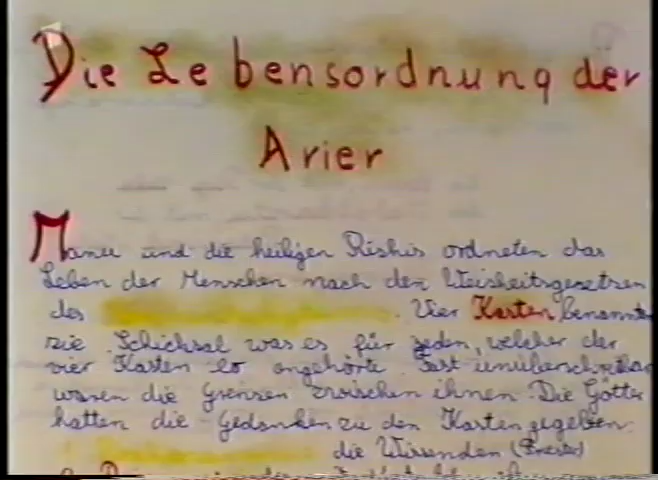 Die Lebensordnung der
Arier
Manu und die heiligen Rishis ordneten das
Leben der Menschen nach den Weisheitsgesetzen
des . Vier Kasten benannten
sie. Schicksal was es für jeden, welcher der
vier Kasten er angehörte. Fast unüberschreitbar
waren die Grenzen zwischen ihnen. Die Götter
hatten die Gedanken zu den Kasten gegeben:
die Wissenden (Priester)